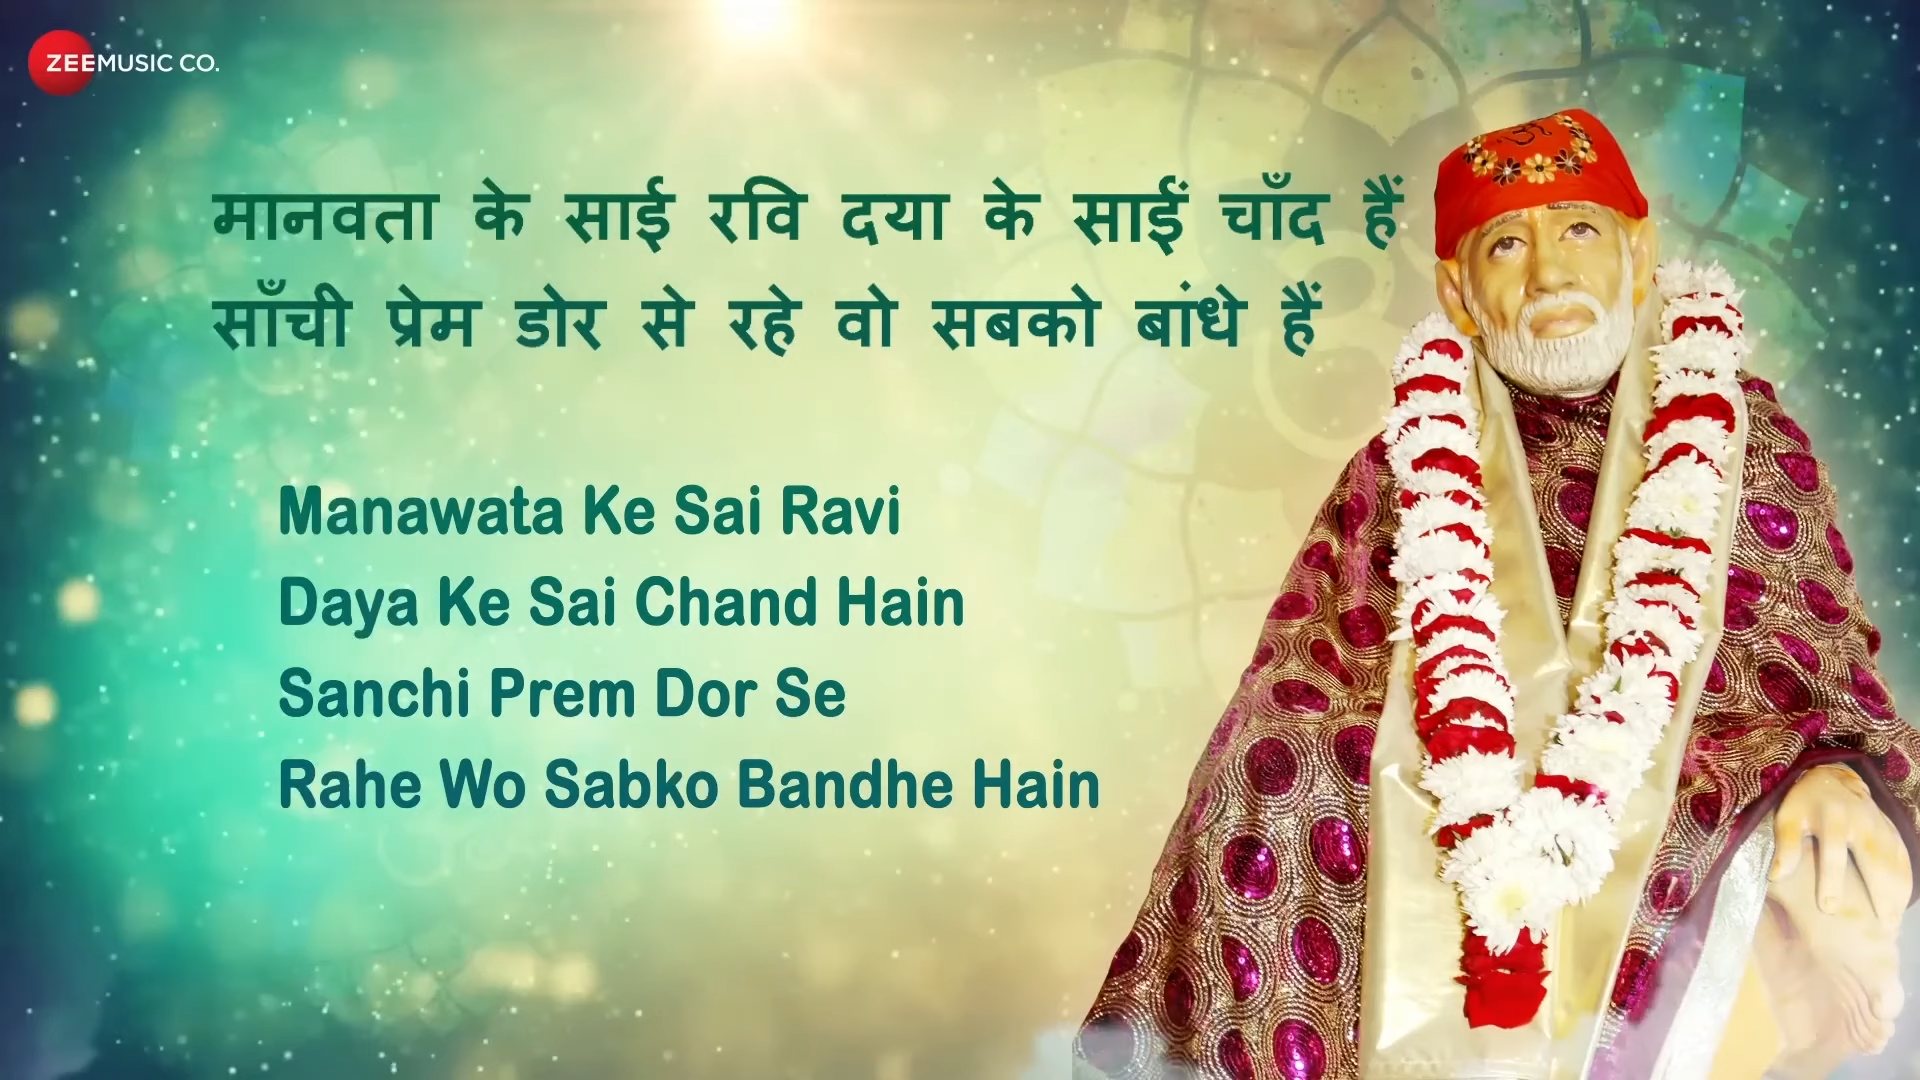 ZEEMUSIC CO.
मानवता के साई रवि दया के साईं चाँद हैं
साँची प्रेम डोर से रहे वो सबको बांधे हैं
Manawata Ke Sai Ravi
Daya Ke Sai Chand Hain
Sanchi Prem Dor Se
Rahe Wo Sabko Bandhe Hain
ॐ